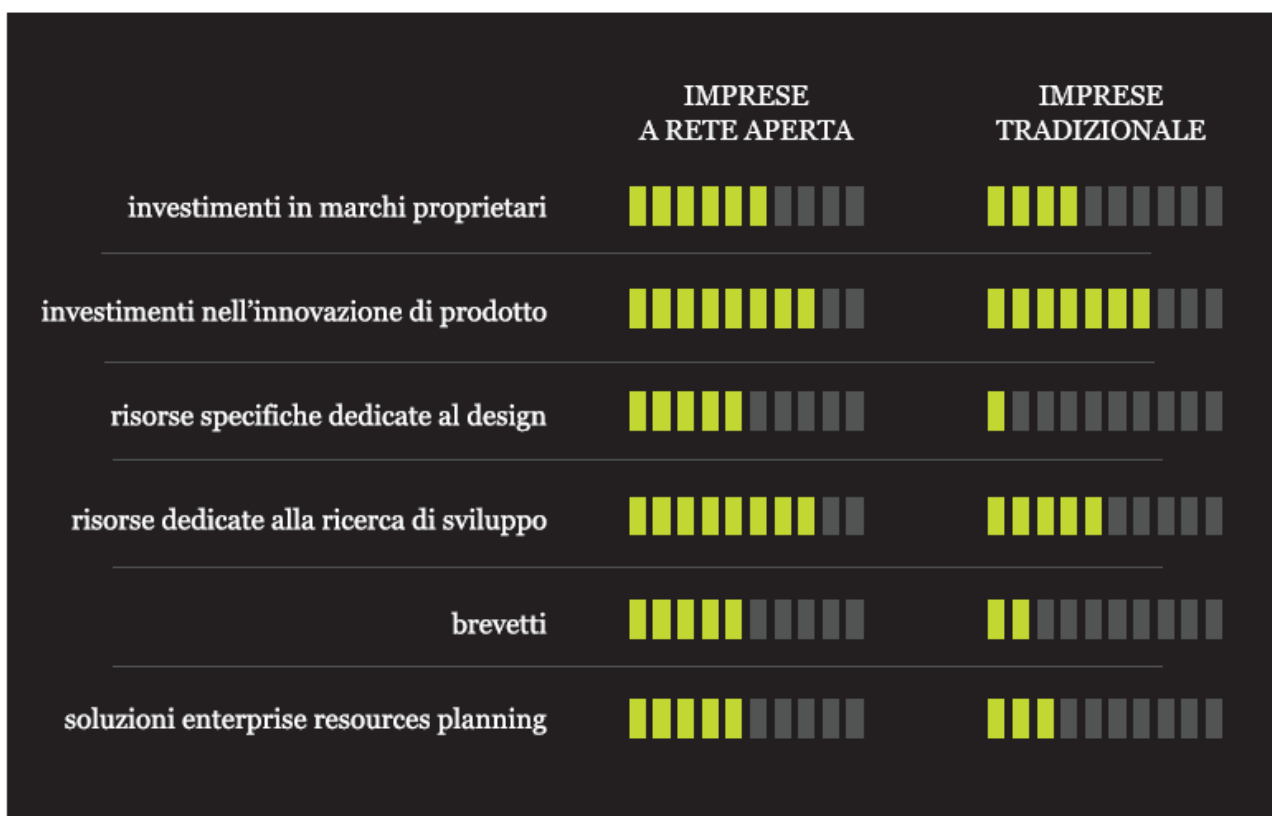 IMPRESE
A RETE APERTA
IMPRESE
TRADIZIONALE
investimenti in marchi proprietari
investimenti nell’innovazione di prodotto
risorse specifiche dedicate al design
risorse dedicate alla ricerca di sviluppo
brevetti
soluzioni enterprise resources planning